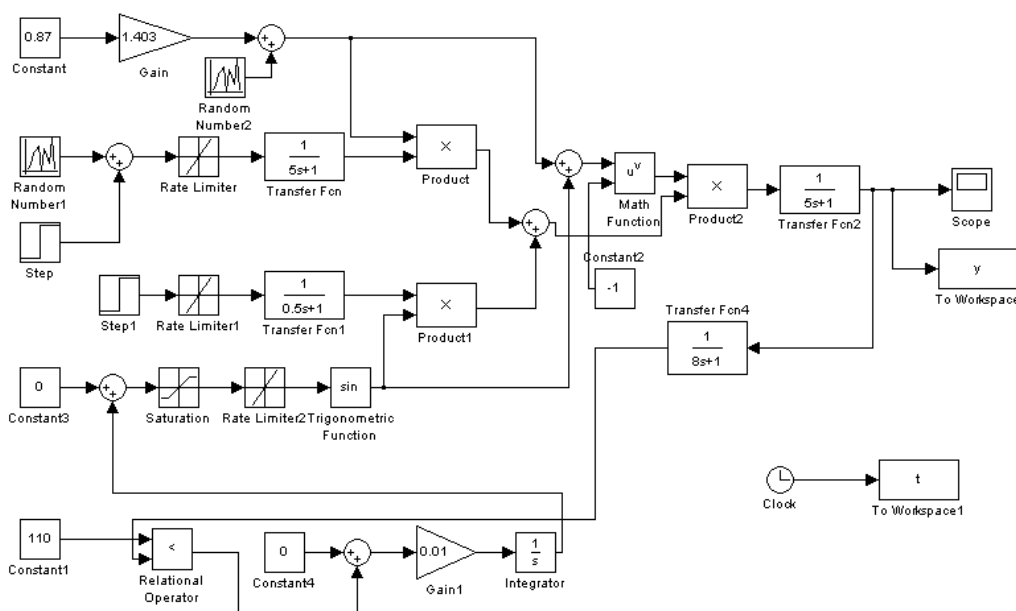 0.87
Constant
1.403
Gain
+
+
Random
Number2
Random
Number1
+
+
Rate Limiter
1
5s+1
Transfer Fcn
×
Product
Step
+
+
u^v
Math
Function
×
Product2
1
5s+1
Transfer Fcn2
Scope
y
To Workspace
+
+
Constant2
-1
Step1
Rate Limiter1
1
0.5s+1
Transfer Fcn1
×
Product1
Transfer Fcn4
1
8s+1
0
Constant3
+
+
Saturation
Rate Limiter2
sin
Trigonometric
Function
Clock
t
To Workspace1
110
Constant1
<
Relational
Operator
0
Constant4
+
+
0.01
Gain1
1
s
Integrator